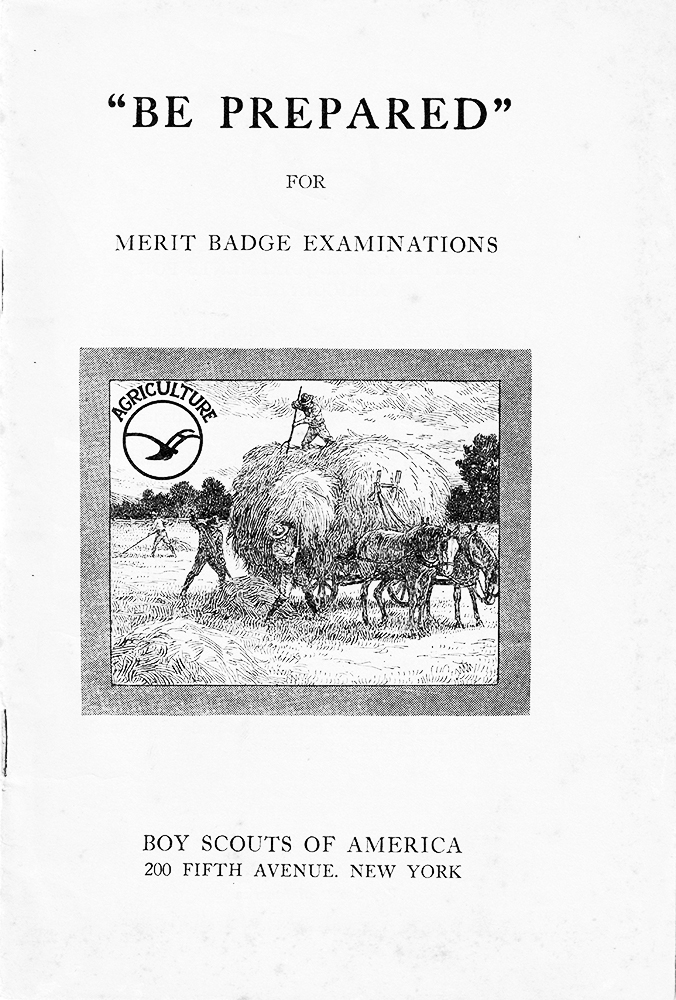 “BE PREPARED”
FOR
MERIT BADGE EXAMINATIONS
AGRICULTURE
BOY SCOUTS OF AMERICA
200 FIFTH AVENUE. NEW YORK